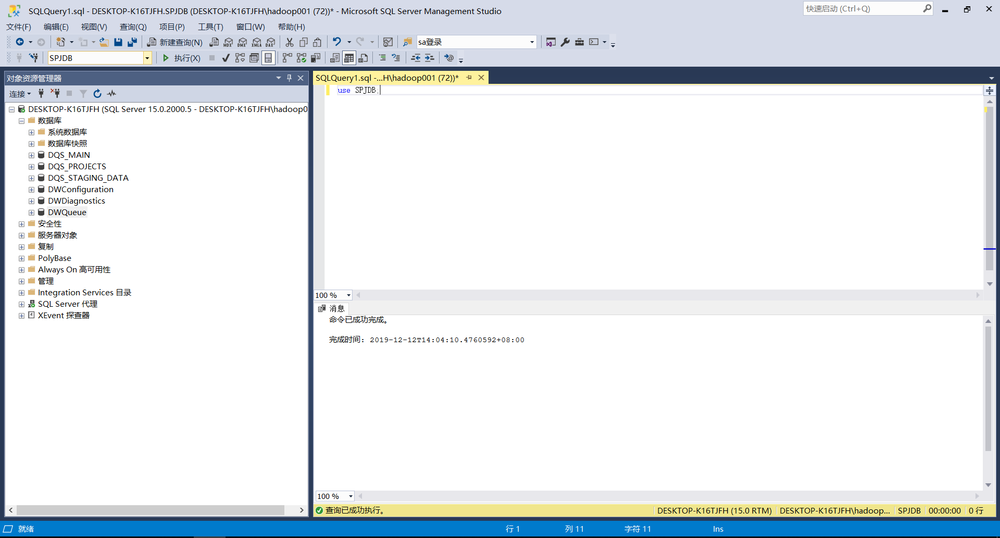 SQLQuery1.sql - DESKTOP-K16TJFH.SPJDB (DESKTOP-K16TJFH\hadoop001 (72))* - Microsoft SQL Server Management Studio
快速启动 (Ctrl+Q)
文件(F) 编辑(E) 视图(V) 查询(Q) 项目(P) 工具(T) 窗口(W) 帮助(H)
新建查询(N) MDX DMX XMLA DAX sa登录
SPJDB 执行(X)
对象资源管理器
连接
DESKTOP-K16TJFH (SQL Server 15.0.2000.5 - DESKTOP-K16TJFH\hadoop0
数据库
系统数据库
数据库快照
DQS_MAIN
DQS_PROJECTS
DQS_STAGING_DATA
DWConfiguration
DWDiagnostics
DWQueue
安全性
服务器对象
复制
PolyBase
Always On 高可用性
管理
Integration Services 目录
SQL Server 代理
XEvent 探查器
SQLQuery1.sql -...H\hadoop001 (72))*
use SPJDB;
100 %
消息
命令已成功完成。
完成时间: 2019-12-12T14:04:10.4760592+08:00
100 %
查询已成功执行。 DESKTOP-K16TJFH (15.0 RTM) DESKTOP-K16TJFH\hadoop... SPJDB 00:00:00 0 行
就绪 行 1 列 11 字符 11 Ins